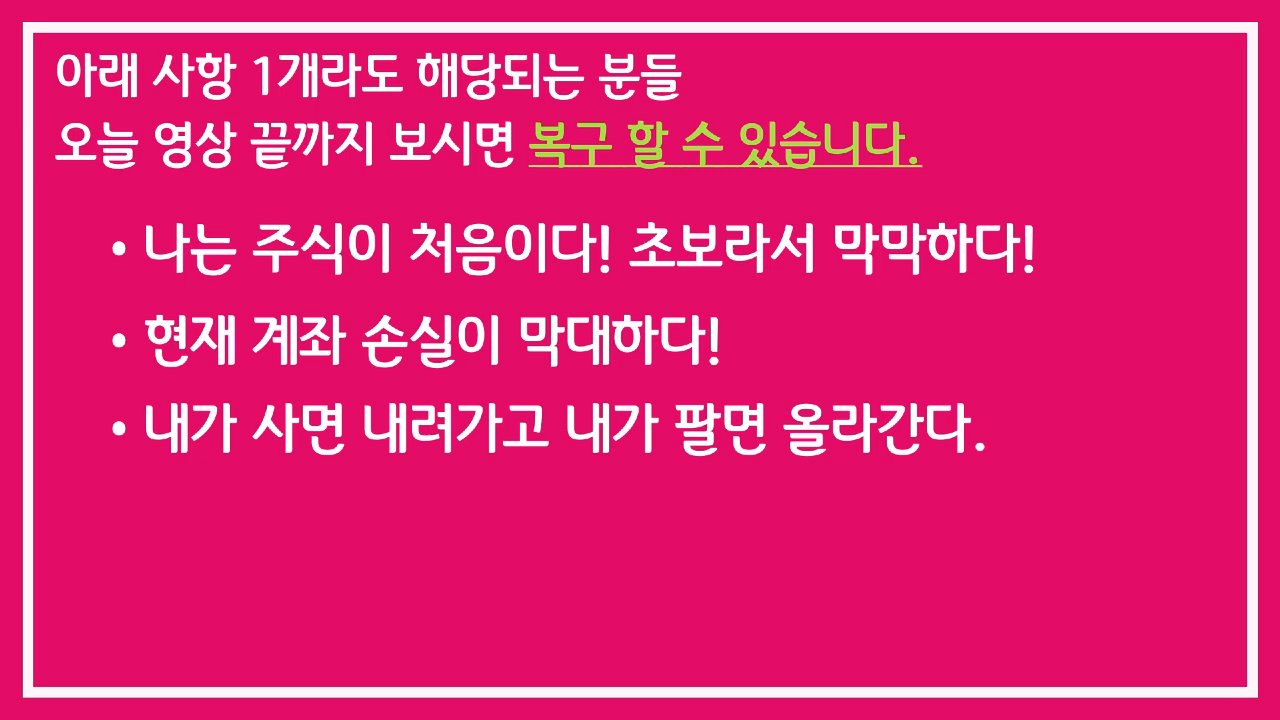 아래 사항 1개라도 해당되는 분들
오늘 영상 끝까지 보시면 복구 할 수 있습니다.
• 나는 주식이 처음이다! 초보라서 막막하다!
• 현재 계좌 손실이 막대하다!
• 내가 사면 내려가고 내가 팔면 올라간다.